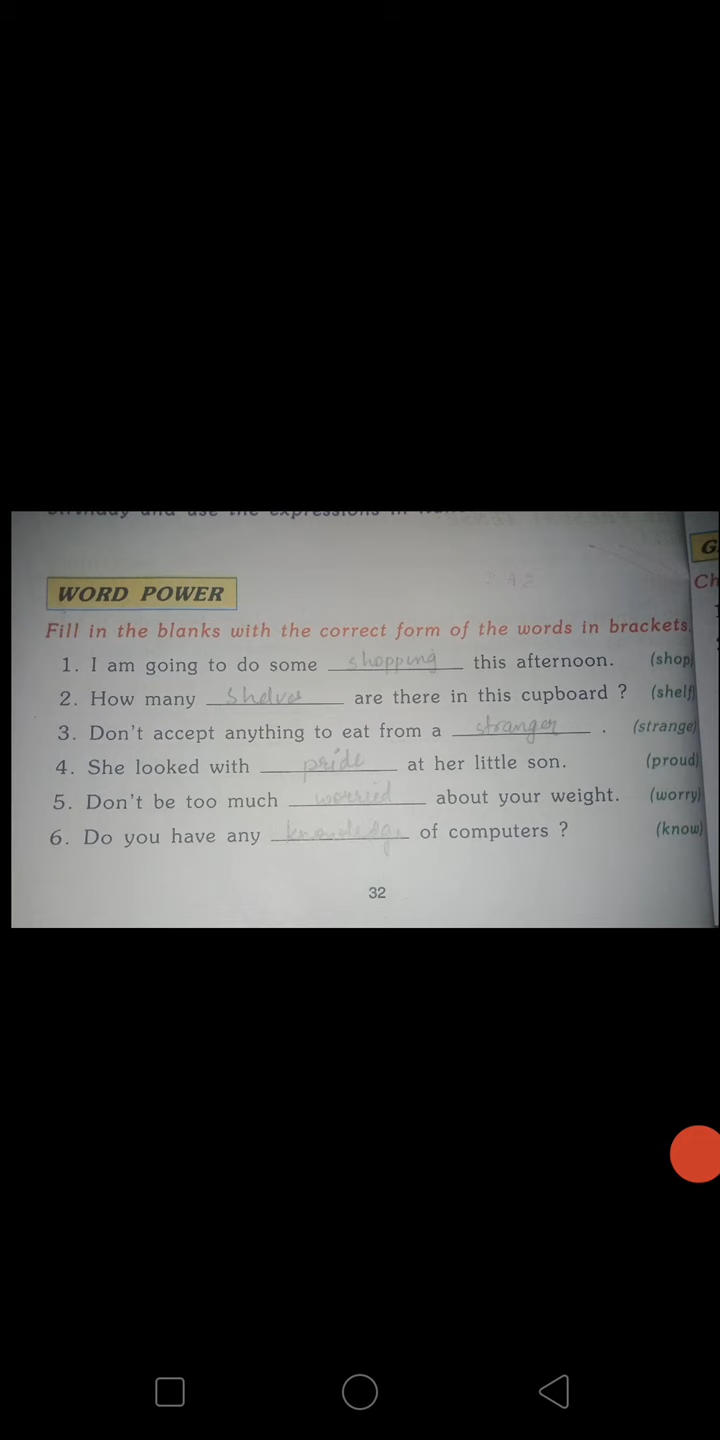 WORD POWER
Fill in the blanks with the correct form of the words in brackets.
1. I am going to do some shopping this afternoon. (shop)
2. How many shelves are there in this cupboard ? (shelf)
3. Don't accept anything to eat from a stranger . (strange)
4. She looked with pride at her little son. (proud)
5. Don't be too much worried about your weight. (worry)
6. Do you have any knowledge of computers ? (know)
32
G
Ch